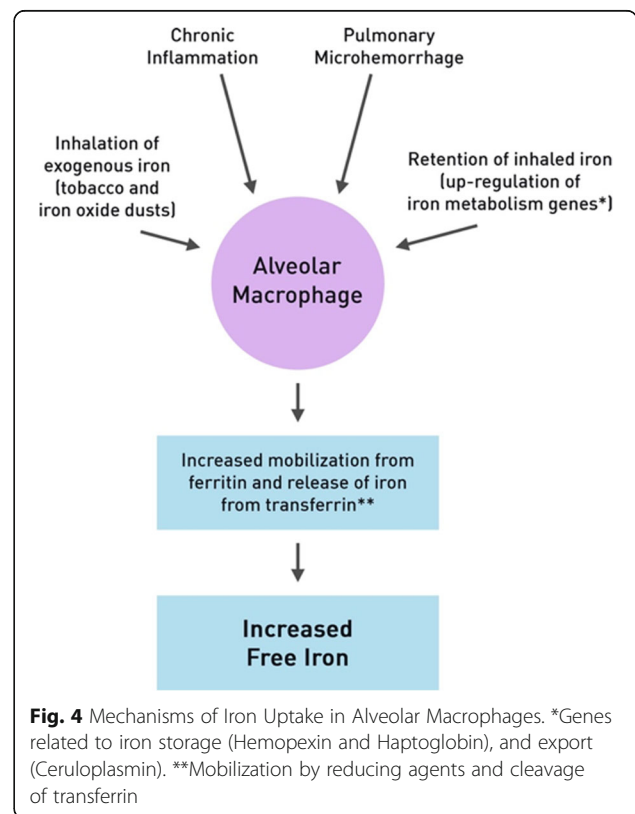 Chronic
Inflammation
Pulmonary
Microhemorrhage
Inhalation of
exogenous iron
(tobacco and
iron oxide dusts)
Retention of inhaled iron
(up-regulation of
iron metabolism genes*)
Alveolar
Macrophage
Increased mobilization from
ferritin and release of iron
from transferrin**
Increased
Free Iron
Fig. 4 Mechanisms of Iron Uptake in Alveolar Macrophages. *Genes
related to iron storage (Hemopexin and Haptoglobin), and export
(Ceruloplasmin). **Mobilization by reducing agents and cleavage
of transferrin